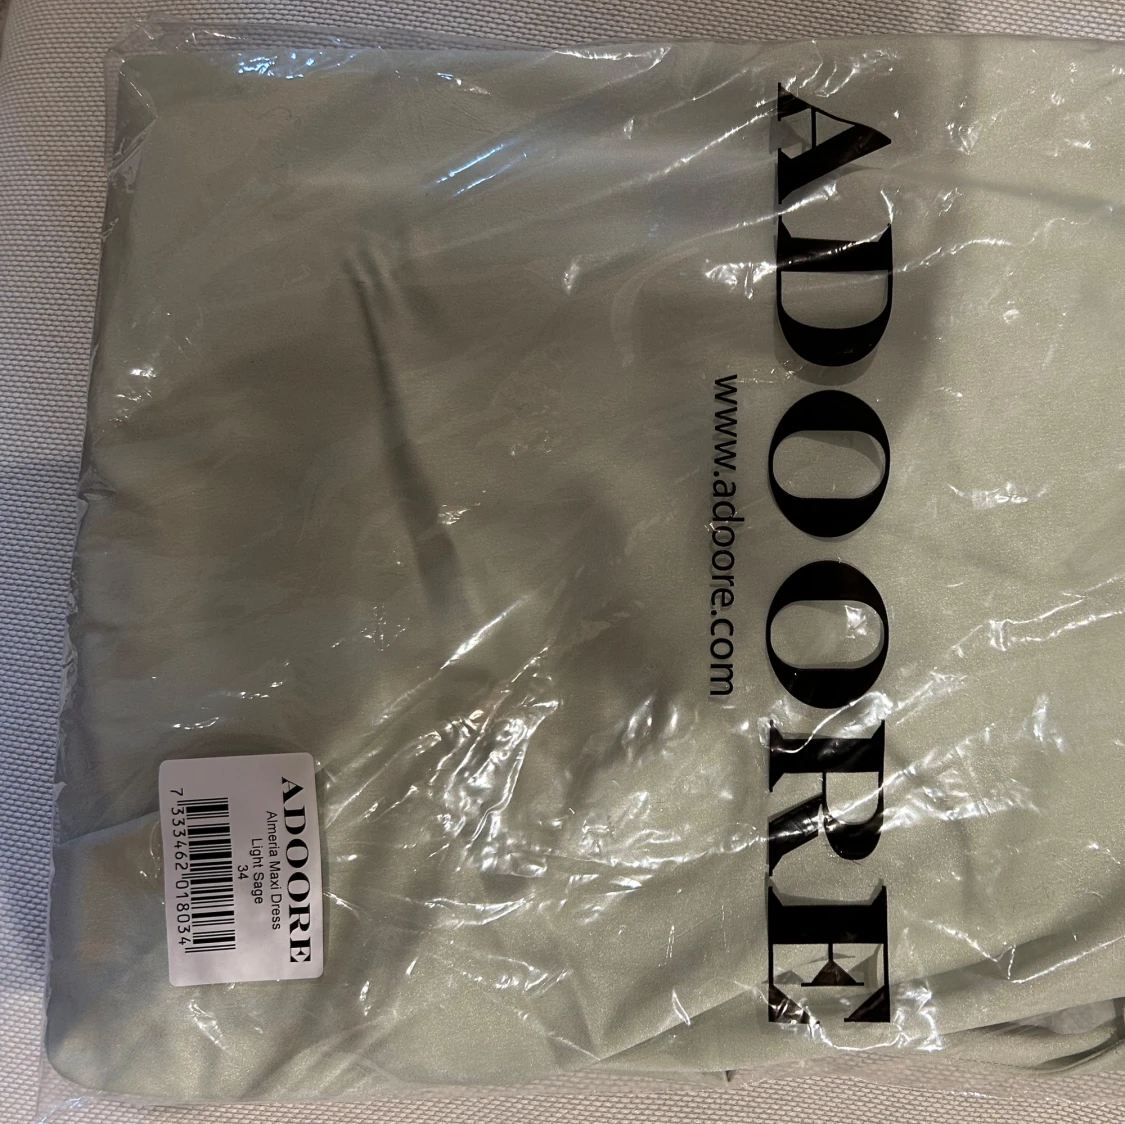 ADOORE
www.adoore.com
ADOORE
Almeria Maxi Dress
Light Sage
34
7 333462 018034